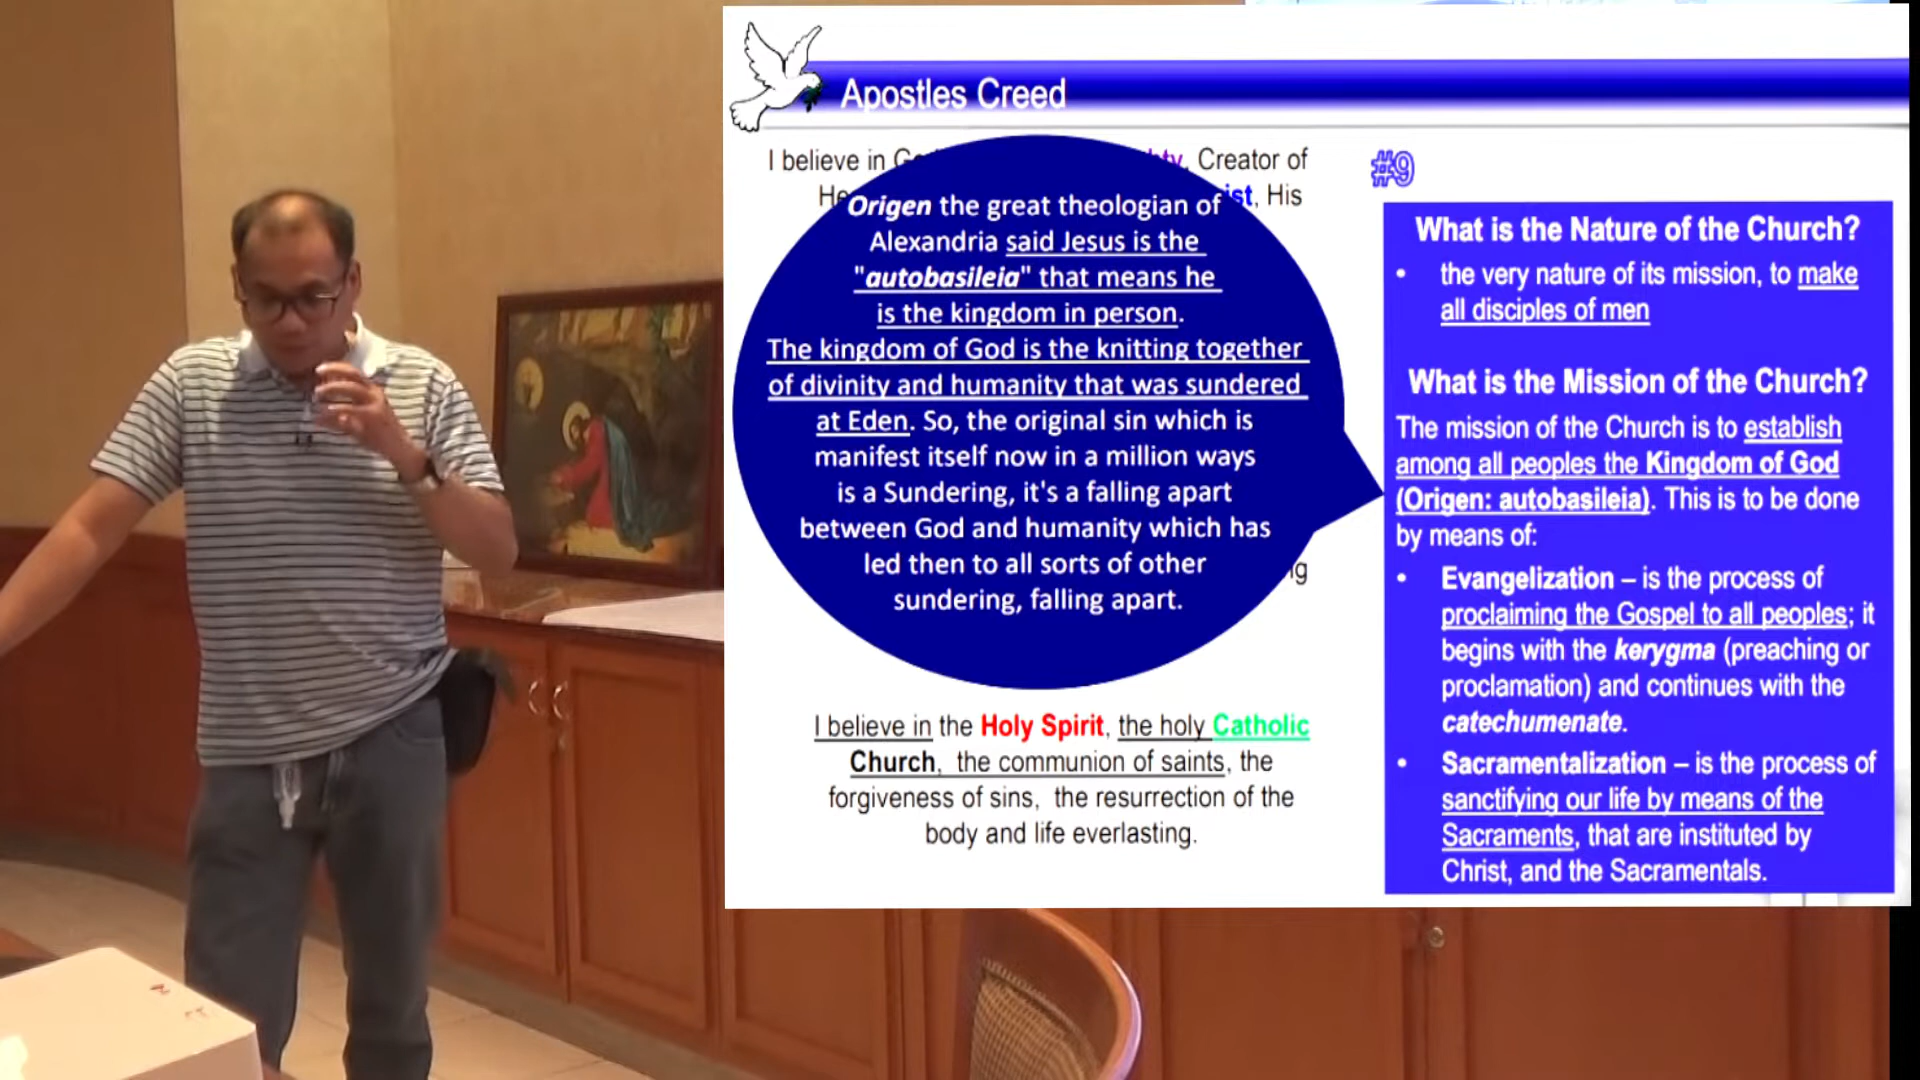 Apostles Creed
I believe in G
hty, Creator of
He
ist, His
Origen the great theologian of
Alexandria said Jesus is the
"autobasileia" that means he
is the kingdom in person.
The kingdom of God is the knitting together
of divinity and humanity that was sundered
at Eden. So, the original sin which is
manifest itself now in a million ways
is a Sundering, it's a falling apart
between God and humanity which has
led then to all sorts of other
sundering, falling apart.
I believe in the Holy Spirit, the holy Catholic
Church, the communion of saints, the
forgiveness of sins, the resurrection of the
body and life everlasting.
#9
What is the Nature of the Church?
• the very nature of its mission, to make
all disciples of men
What is the Mission of the Church?
The mission of the Church is to establish
among all peoples the Kingdom of God
(Origen: autobasileia). This is to be done
by means of:
• Evangelization – is the process of
proclaiming the Gospel to all peoples; it
begins with the kerygma (preaching or
proclamation) and continues with the
catechumenate.
• Sacramentalization – is the process of
sanctifying our life by means of the
Sacraments, that are instituted by
Christ, and the Sacramentals.